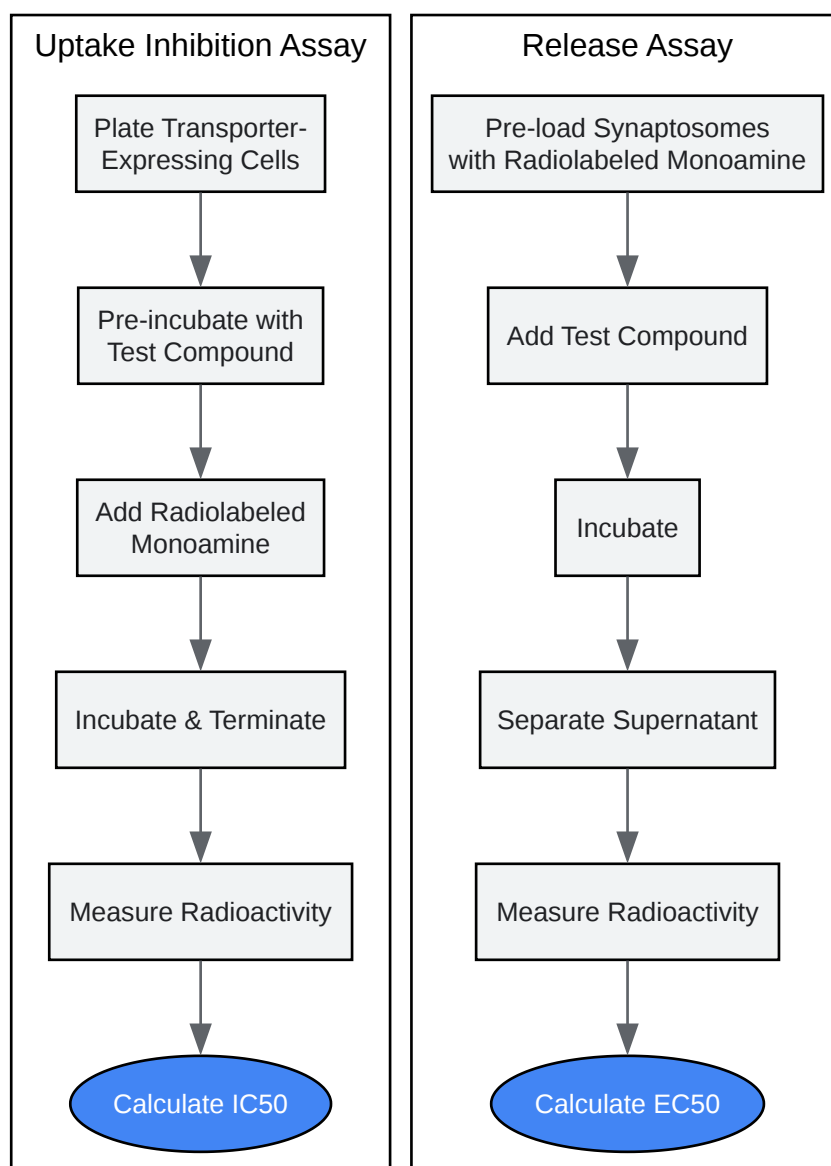 Uptake Inhibition Assay
Plate Transporter-
Expressing Cells
Pre-incubate with
Test Compound
Add Radiolabeled
Monoamine
Incubate & Terminate
Measure Radioactivity
Calculate IC50
Release Assay
Pre-load Synaptosomes
with Radiolabeled Monoamine
Add Test Compound
Incubate
Separate Supernatant
Measure Radioactivity
Calculate EC50